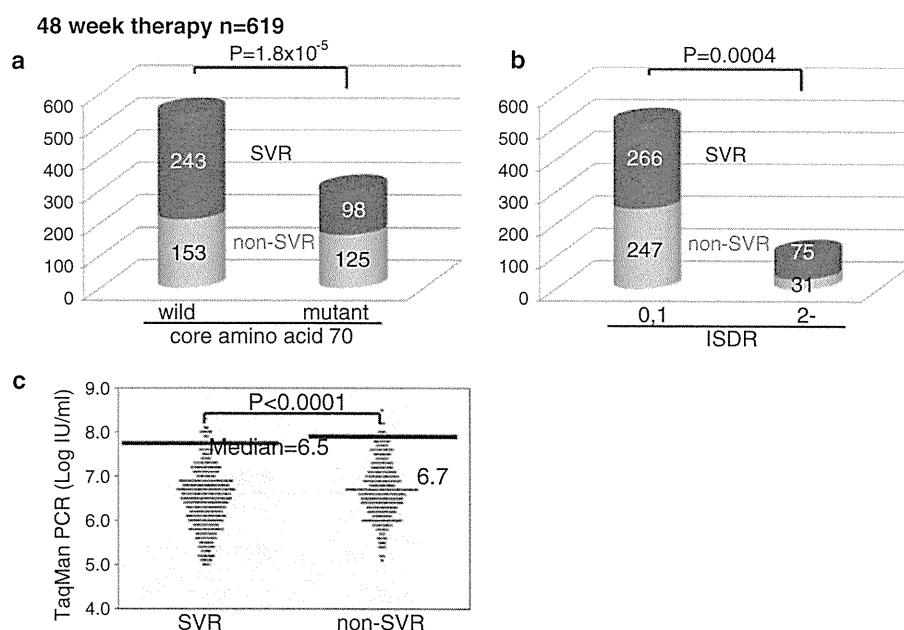 48 week therapy n=619
a
P=1.8x10⁻⁵
600
500
400
300
200
100
0
243
SVR
98
153
non-SVR
125
wild
mutant
core amino acid 70
b
P=0.0004
600
500
400
300
200
100
0
266
SVR
75
247
non-SVR
31
0,1
2-
ISDR
c
TaqMan PCR (Log IU/ml)
9.0
8.0
7.0
6.0
5.0
4.0
P<0.0001
Median=6.5
6.7
SVR
non-SVR